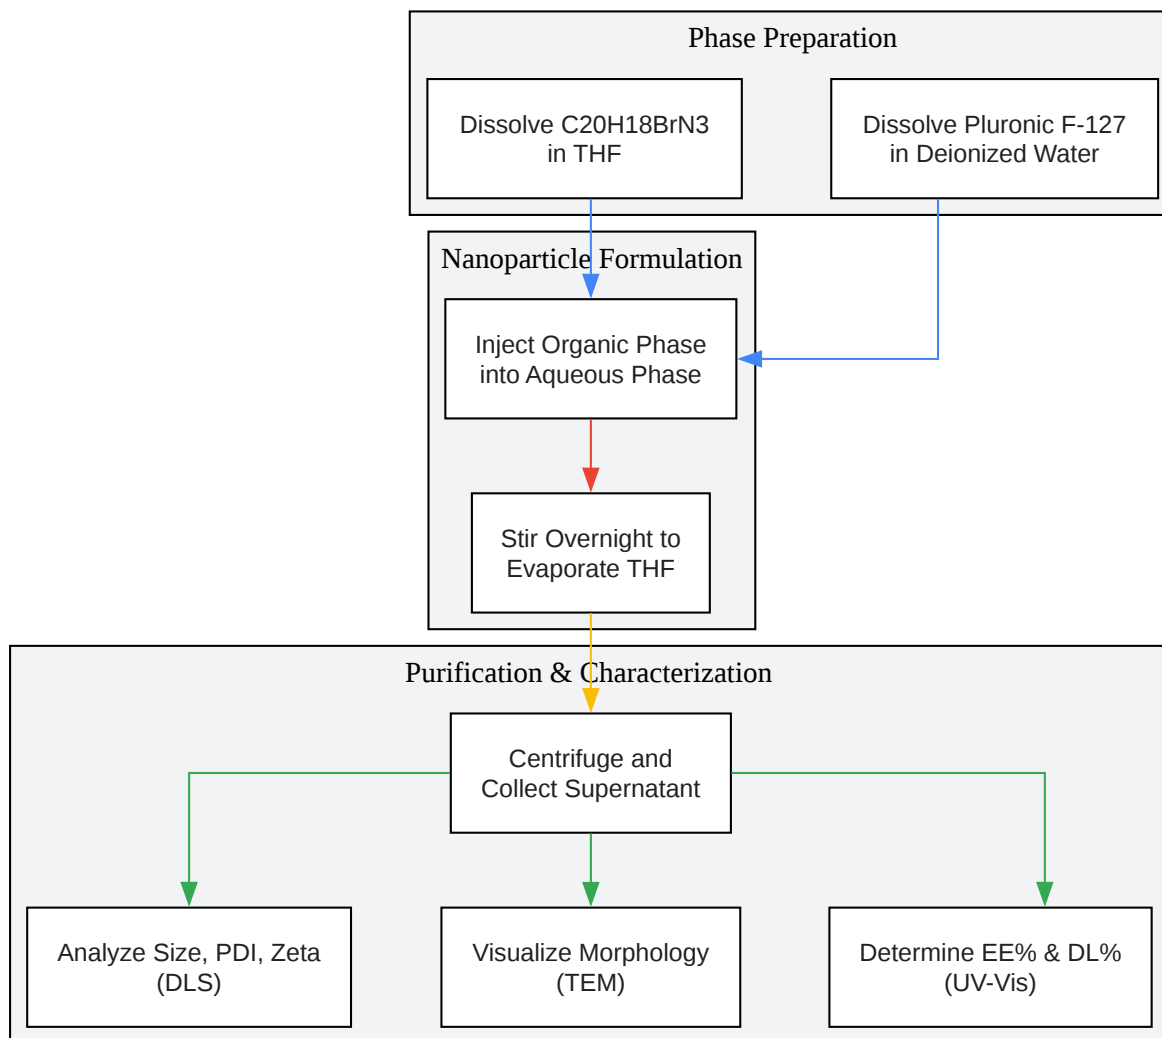 Phase Preparation
Dissolve C20H18BrN3
in THF
Dissolve Pluronic F-127
in Deionized Water
Nanoparticle Formulation
Inject Organic Phase
into Aqueous Phase
Stir Overnight to
Evaporate THF
Purification & Characterization
Centrifuge and
Collect Supernatant
Analyze Size, PDI, Zeta
(DLS)
Visualize Morphology
(TEM)
Determine EE% & DL%
(UV-Vis)